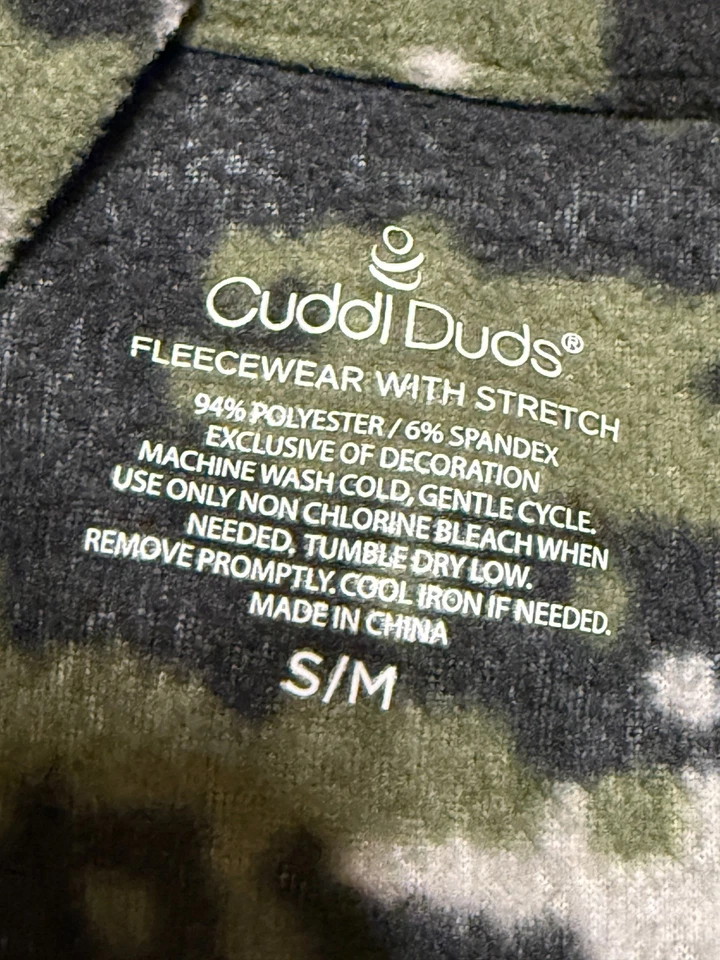 Cuddl Duds®
FLEECEWEAR WITH STRETCH
94% POLYESTER / 6% SPANDEX
EXCLUSIVE OF DECORATION
MACHINE WASH COLD, GENTLE CYCLE.
USE ONLY NON CHLORINE BLEACH WHEN
NEEDED. TUMBLE DRY LOW.
REMOVE PROMPTLY. COOL IRON IF NEEDED.
MADE IN CHINA
S/M